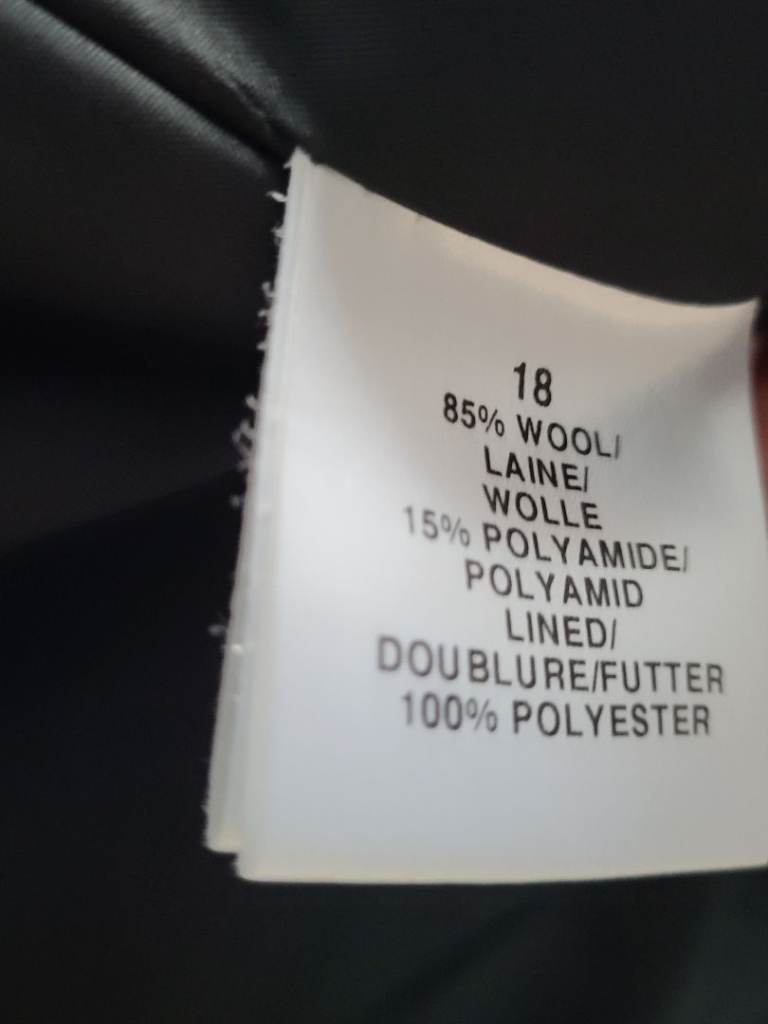 18
85% WOOL/
LAINE/
WOLLE
15% POLYAMIDE/
POLYAMID
LINED/
DOUBLURE/FUTTER
100% POLYESTER